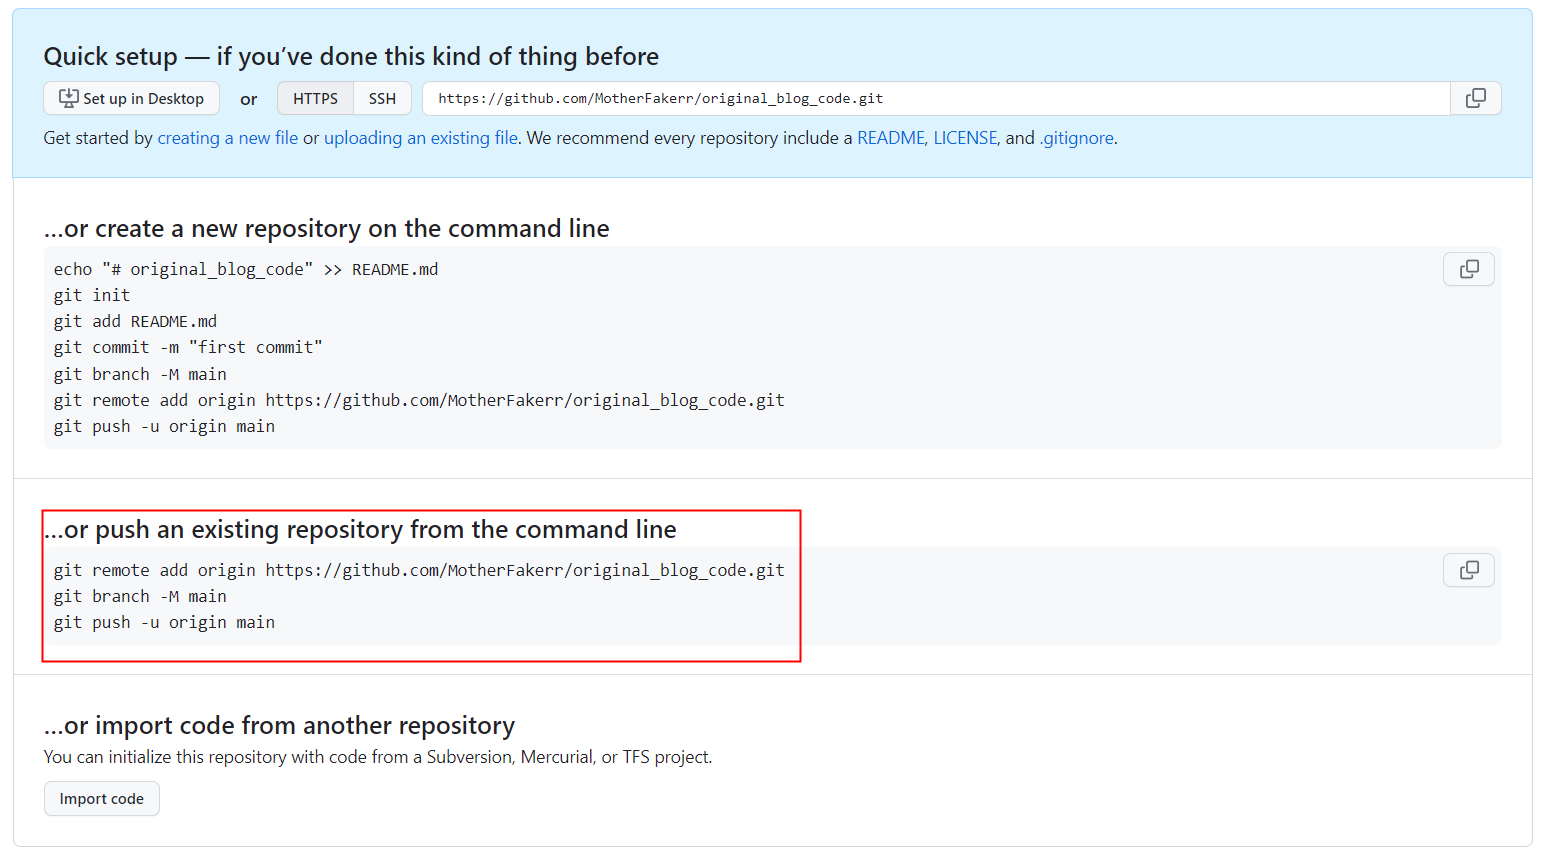 Quick setup — if you’ve done this kind of thing before
Set up in Desktop or HTTPS SSH https://github.com/MotherFakerr/original_blog_code.git
Get started by creating a new file or uploading an existing file. We recommend every repository include a README, LICENSE, and .gitignore.
…or create a new repository on the command line
echo "# original_blog_code" >> README.md
git init
git add README.md
git commit -m "first commit"
git branch -M main
git remote add origin https://github.com/MotherFakerr/original_blog_code.git
git push -u origin main
…or push an existing repository from the command line
git remote add origin https://github.com/MotherFakerr/original_blog_code.git
git branch -M main
git push -u origin main
…or import code from another repository
You can initialize this repository with code from a Subversion, Mercurial, or TFS project.
Import code